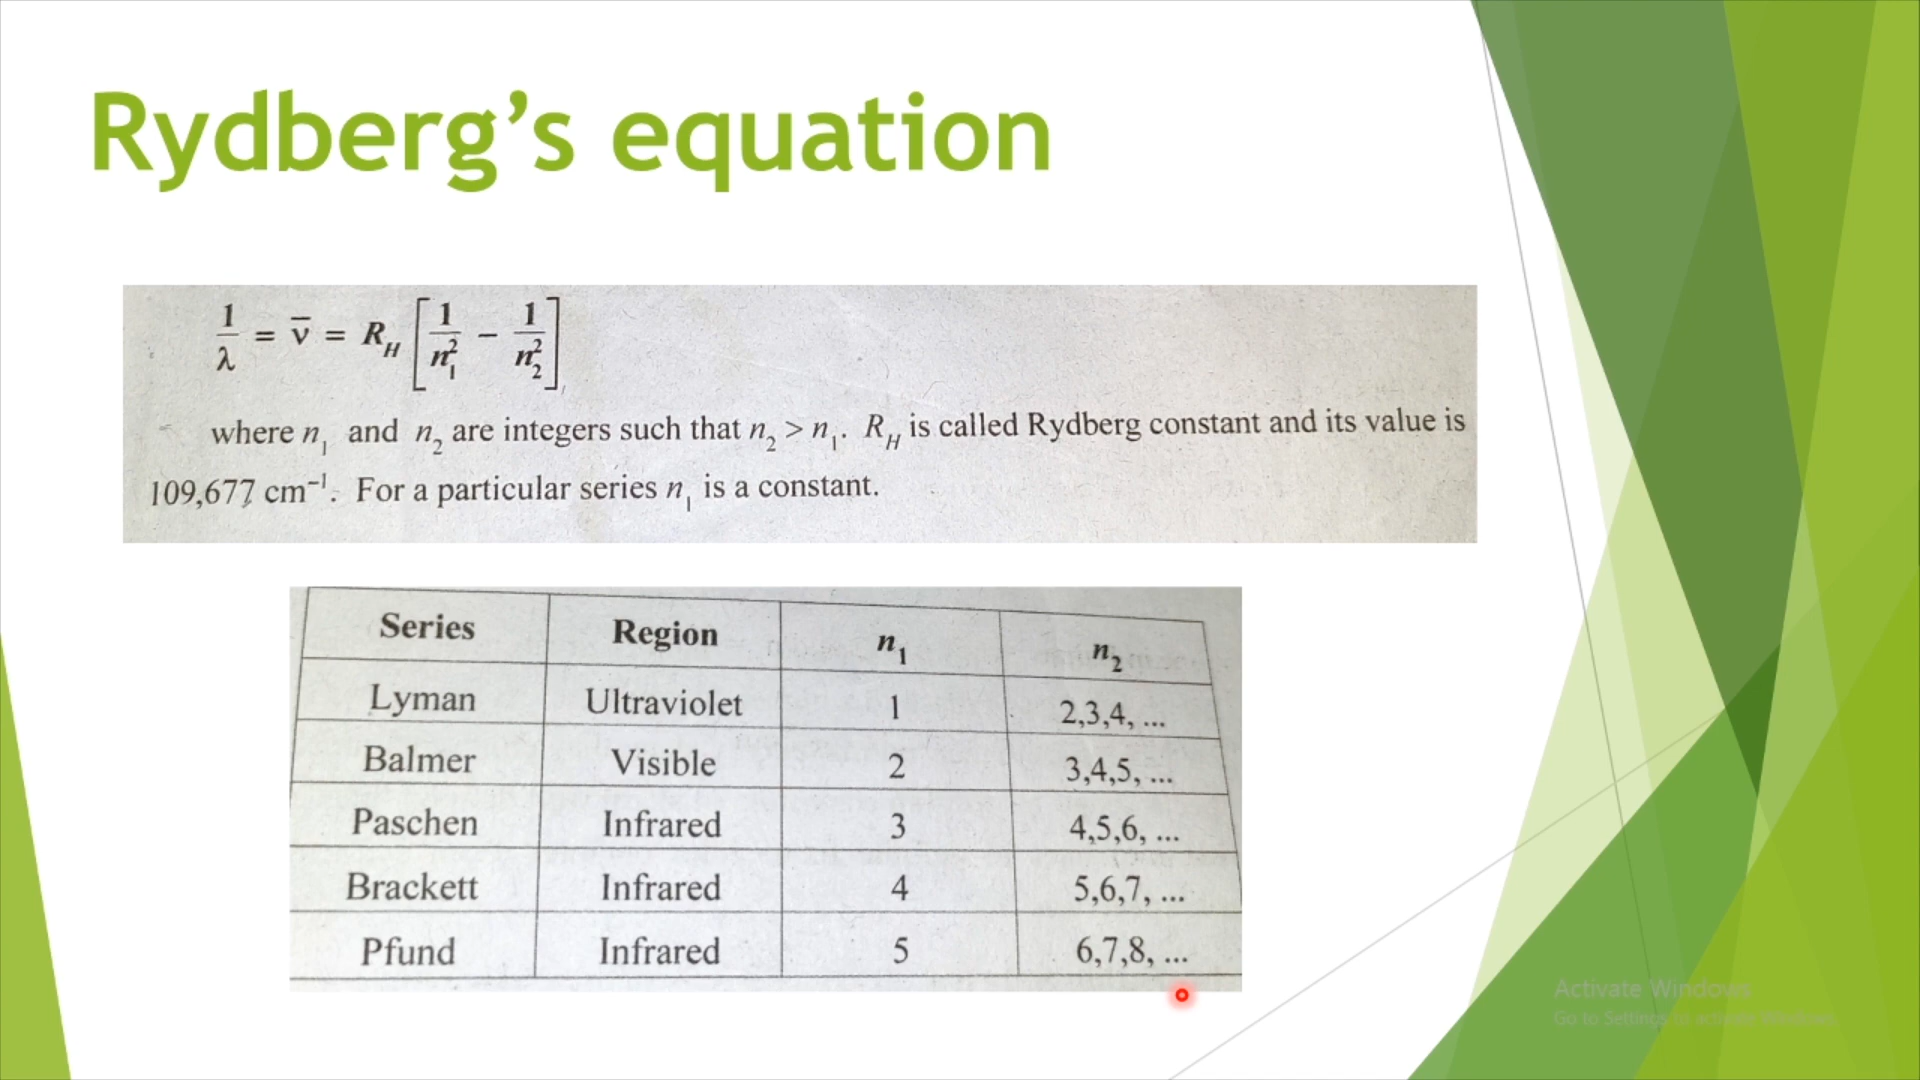 Rydberg’s equation
1/λ = ν̅ = R_H [1/n₁² − 1/n₂²]
where n₁ and n₂ are integers such that n₂ > n₁. R_H is called Rydberg constant and its value is
109,677 cm⁻¹. For a particular series n₁ is a constant.
Series Region n₁ n₂
Lyman Ultraviolet 1 2,3,4, ...
Balmer Visible 2 3,4,5, ...
Paschen Infrared 3 4,5,6, ...
Brackett Infrared 4 5,6,7, ...
Pfund Infrared 5 6,7,8, ...
Activate Windows
Go to Settings to activate Windows.